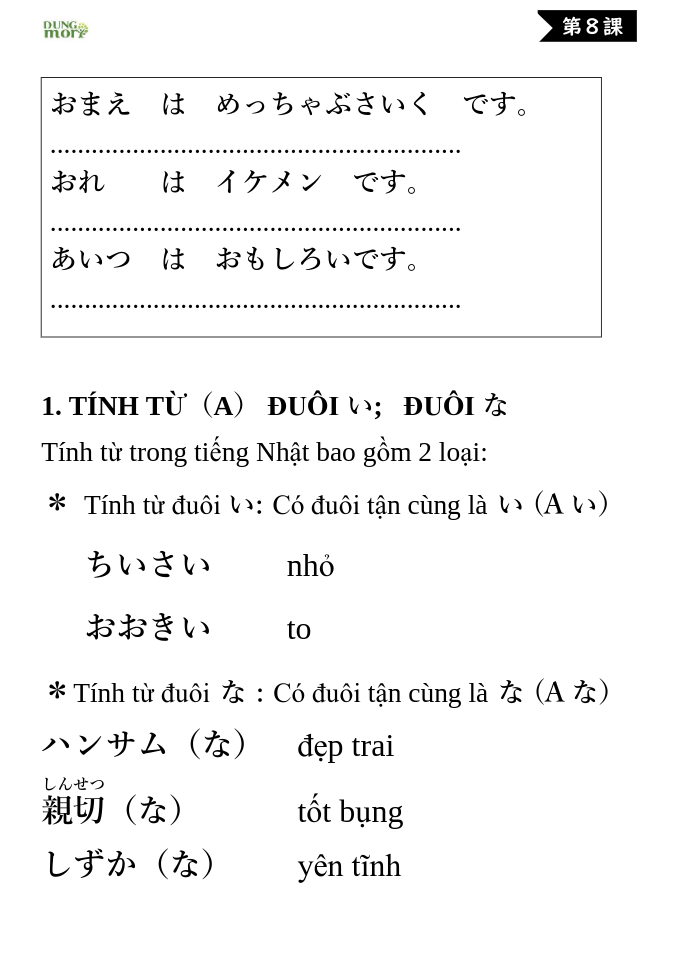 DUNG
mori
第８課
おまえ　は　めっちゃぶさいく　です。
............................................................
おれ　　は　イケメン　です。
............................................................
あいつ　は　おもしろいです。
............................................................
1. TÍNH TỪ（A） ĐUÔI い; ĐUÔI な
Tính từ trong tiếng Nhật bao gồm 2 loại:
＊ Tính từ đuôi い: Có đuôi tận cùng là い（A い）
ちいさい nhỏ
おおきい to
＊Tính từ đuôi な : Có đuôi tận cùng là な（A な）
ハンサム（な） đẹp trai
しんせつ
親切（な） tốt bụng
しずか（な） yên tĩnh